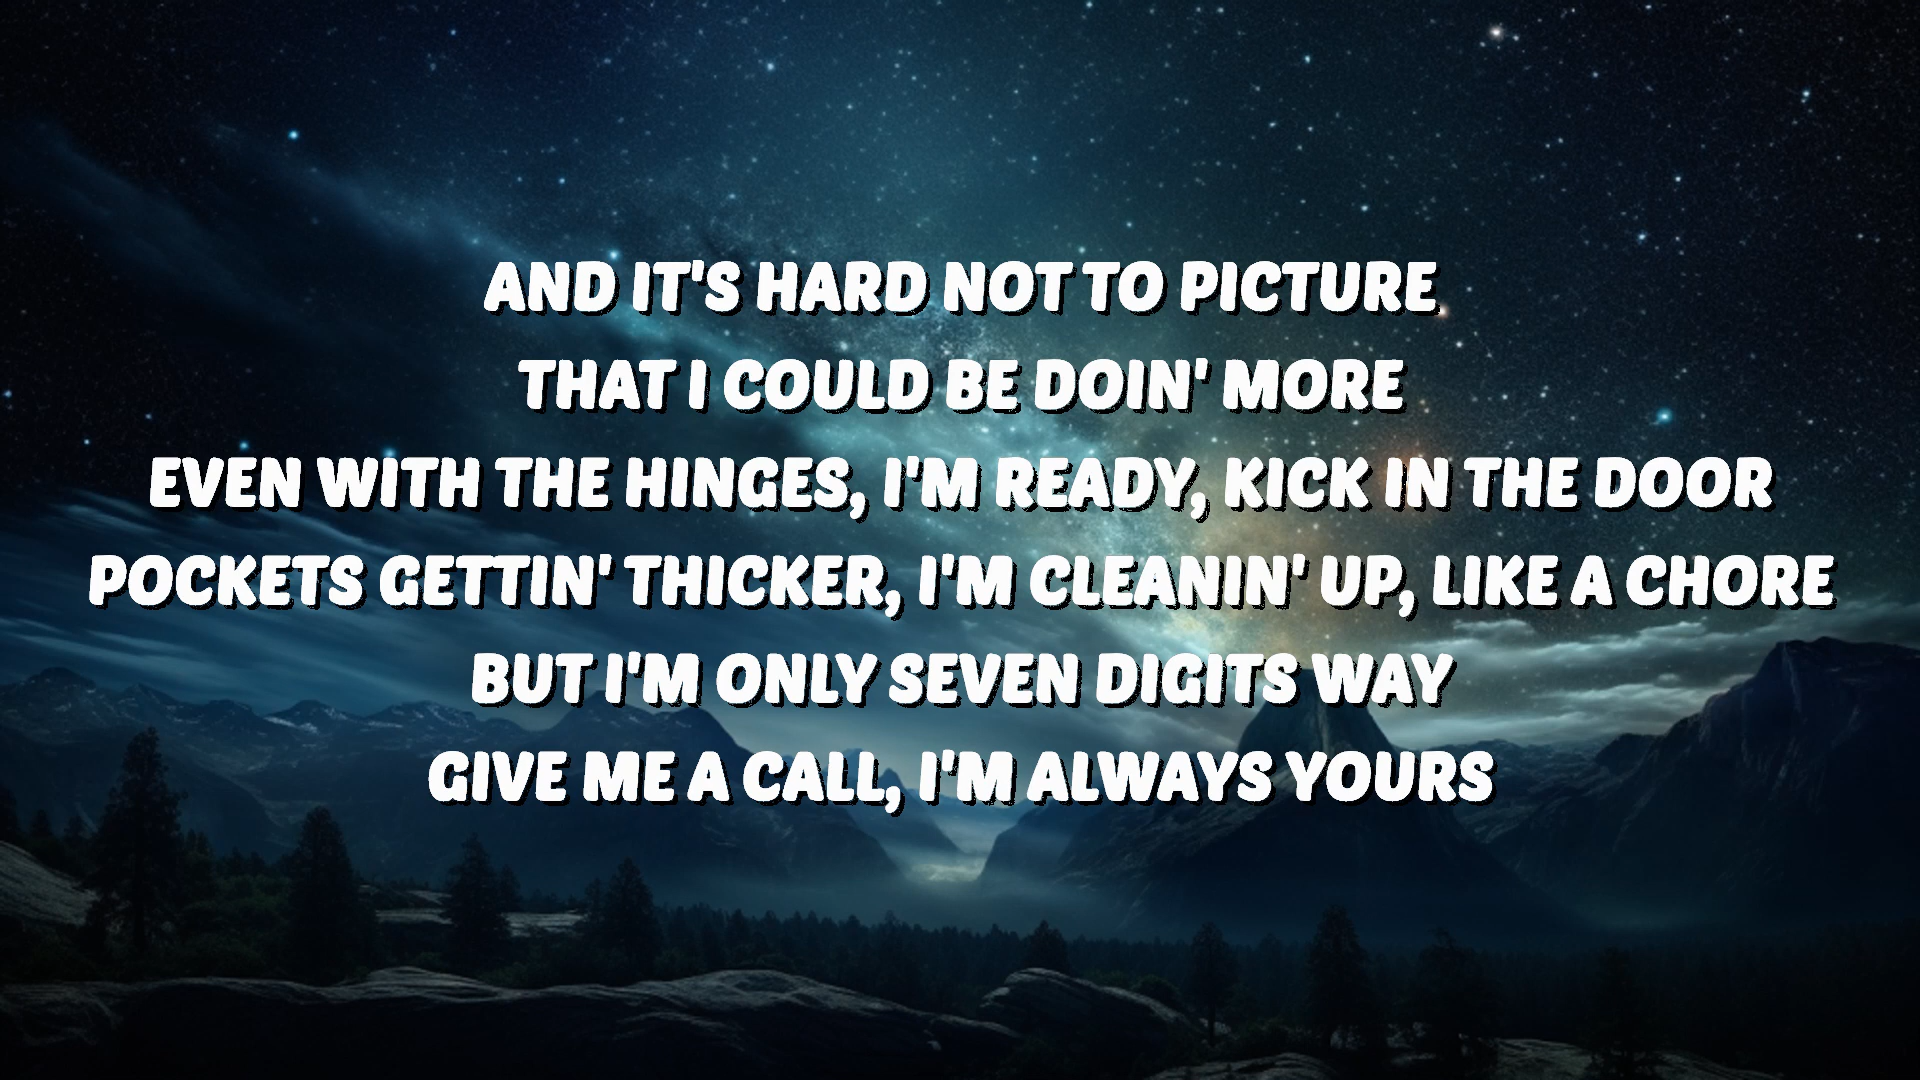 AND IT'S HARD NOT TO PICTURE
THAT I COULD BE DOIN' MORE
EVEN WITH THE HINGES, I'M READY, KICK IN THE DOOR
POCKETS GETTIN' THICKER, I'M CLEANIN' UP, LIKE A CHORE
BUT I'M ONLY SEVEN DIGITS WAY
GIVE ME A CALL, I'M ALWAYS YOURS